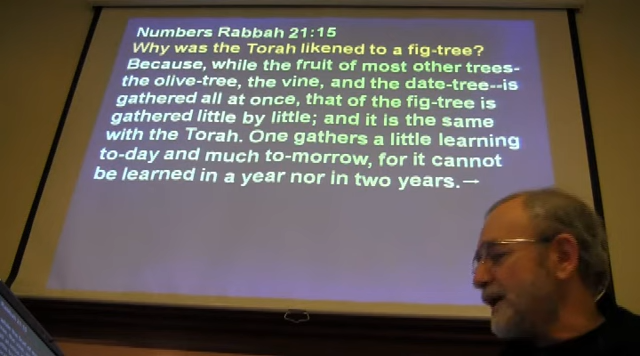 Numbers Rabbah 21:15
Why was the Torah likened to a fig-tree?
Because, while the fruit of most other trees-
the olive-tree, the vine, and the date-tree--is
gathered all at once, that of the fig-tree is
gathered little by little; and it is the same
with the Torah. One gathers a little learning
to-day and much to-morrow, for it cannot
be learned in a year nor in two years.→